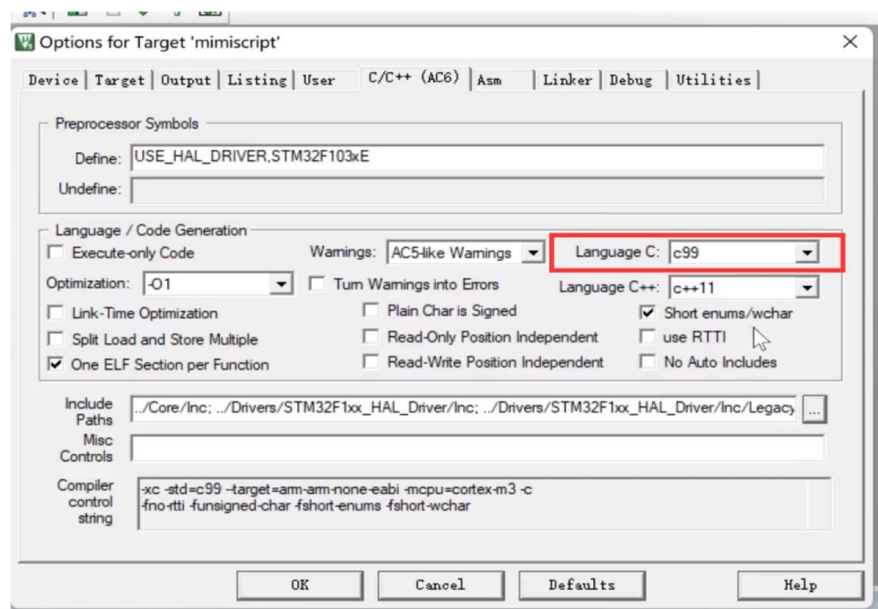 Options for Target 'mimiscript'
Device Target Output Listing User C/C++ (AC6) Asm Linker Debug Utilities
Preprocessor Symbols
Define: USE_HAL_DRIVER,STM32F103xE
Undefine:
Language / Code Generation
Execute-only Code Warnings: AC5-like Warnings Language C: c99
Optimization: -O1 Turn Warnings into Errors Language C++: c++11
Link-Time Optimization Plain Char is Signed Short enums/wchar
Split Load and Store Multiple Read-Only Position Independent use RTTI
One ELF Section per Function Read-Write Position Independent No Auto Includes
Include Paths ../Core/Inc; ../Drivers/STM32F1xx_HAL_Driver/Inc; ../Drivers/STM32F1xx_HAL_Driver/Inc/Legacy ...
Misc Controls
Compiler control string -xc -std=c99 --target=arm-arm-none-eabi -mcpu=cortex-m3 -c
-fno-rtti -funsigned-char -fshort-enums -fshort-wchar
OK Cancel Defaults Help